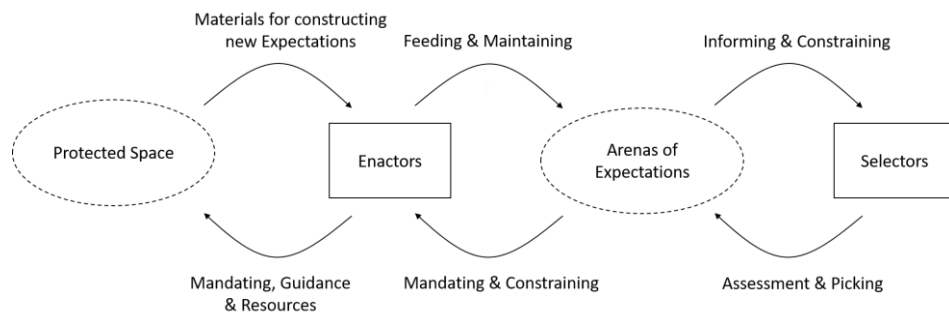 Materials for constructing
new Expectations
Feeding & Maintaining
Informing & Constraining
Protected Space
Enactors
Arenas of
Expectations
Selectors
Mandating, Guidance
& Resources
Mandating & Constraining
Assessment & Picking